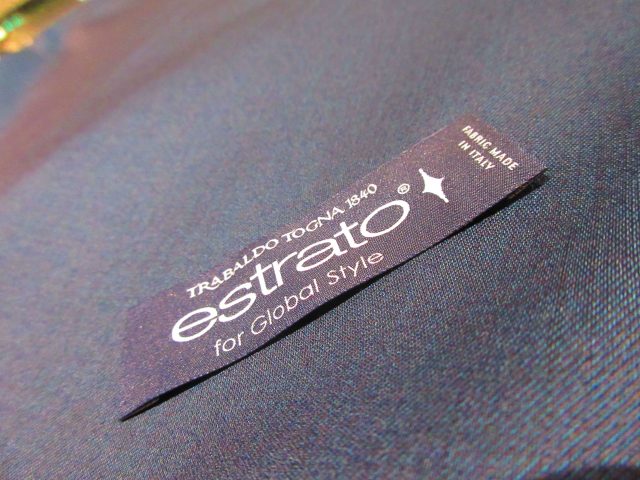 TRABALDO TOGNA 1840
estrato®
for Global Style
FABRIC MADE
IN ITALY